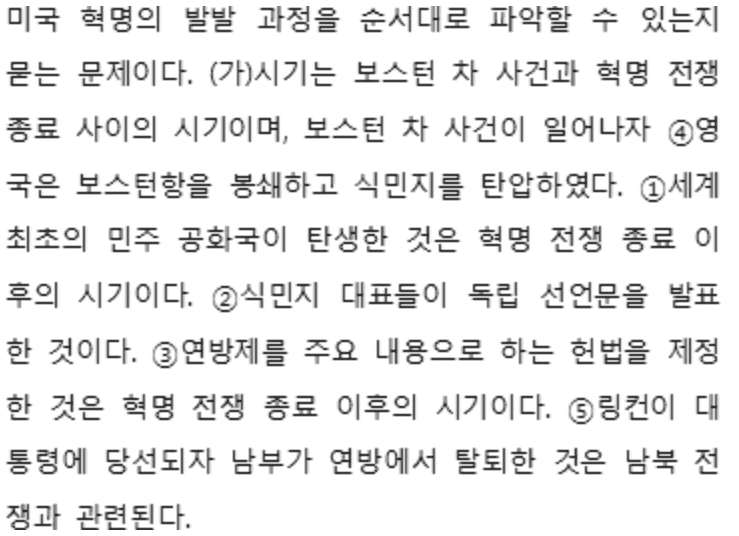 미국 혁명의 발발 과정을 순서대로 파악할 수 있는지
묻는 문제이다. (가)시기는 보스턴 차 사건과 혁명 전쟁
종료 사이의 시기이며, 보스턴 차 사건이 일어나자 ④영
국은 보스턴항을 봉쇄하고 식민지를 탄압하였다. ①세계
최초의 민주 공화국이 탄생한 것은 혁명 전쟁 종료 이
후의 시기이다. ②식민지 대표들이 독립 선언문을 발표
한 것이다. ③연방제를 주요 내용으로 하는 헌법을 제정
한 것은 혁명 전쟁 종료 이후의 시기이다. ⑤링컨이 대
통령에 당선되자 남부가 연방에서 탈퇴한 것은 남북 전
쟁과 관련된다.